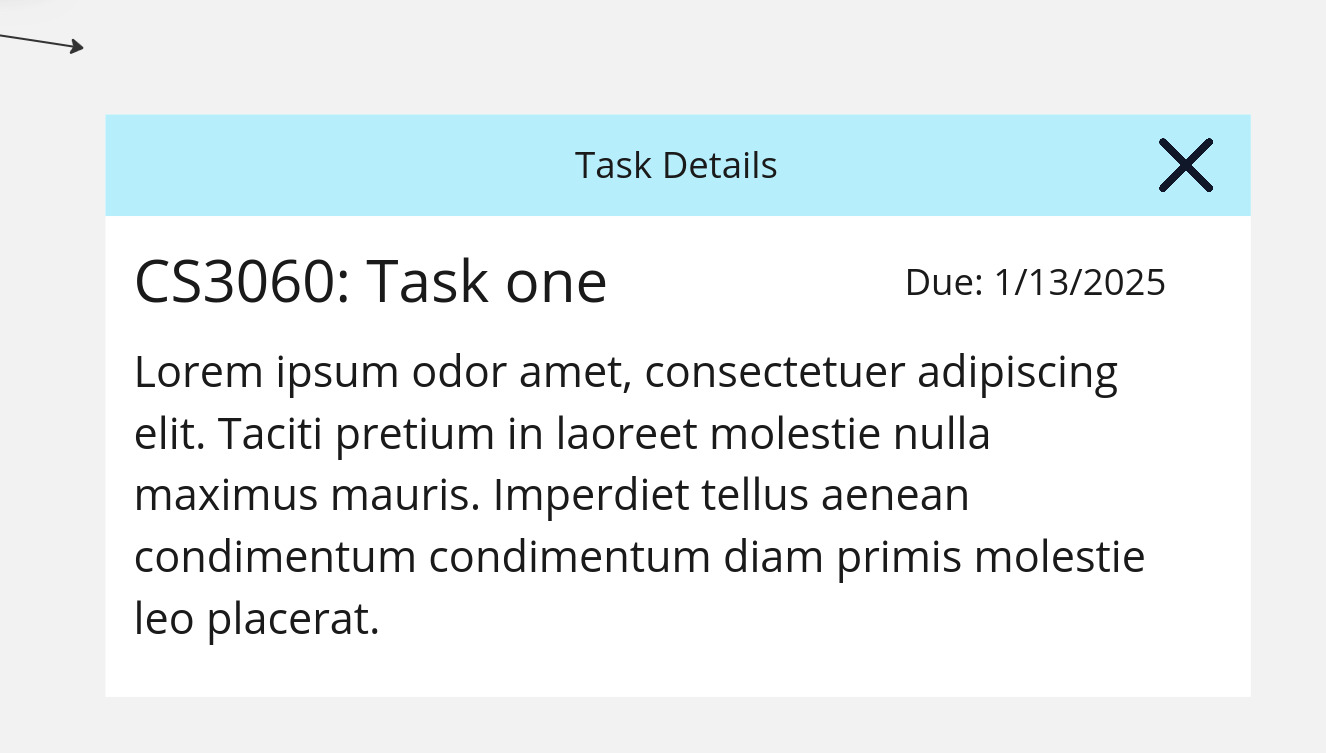 Task Details
CS3060: Task one
Due: 1/13/2025
Lorem ipsum odor amet, consectetuer adipiscing
elit. Taciti pretium in laoreet molestie nulla
maximus mauris. Imperdiet tellus aenean
condimentum condimentum diam primis molestie
leo placerat.